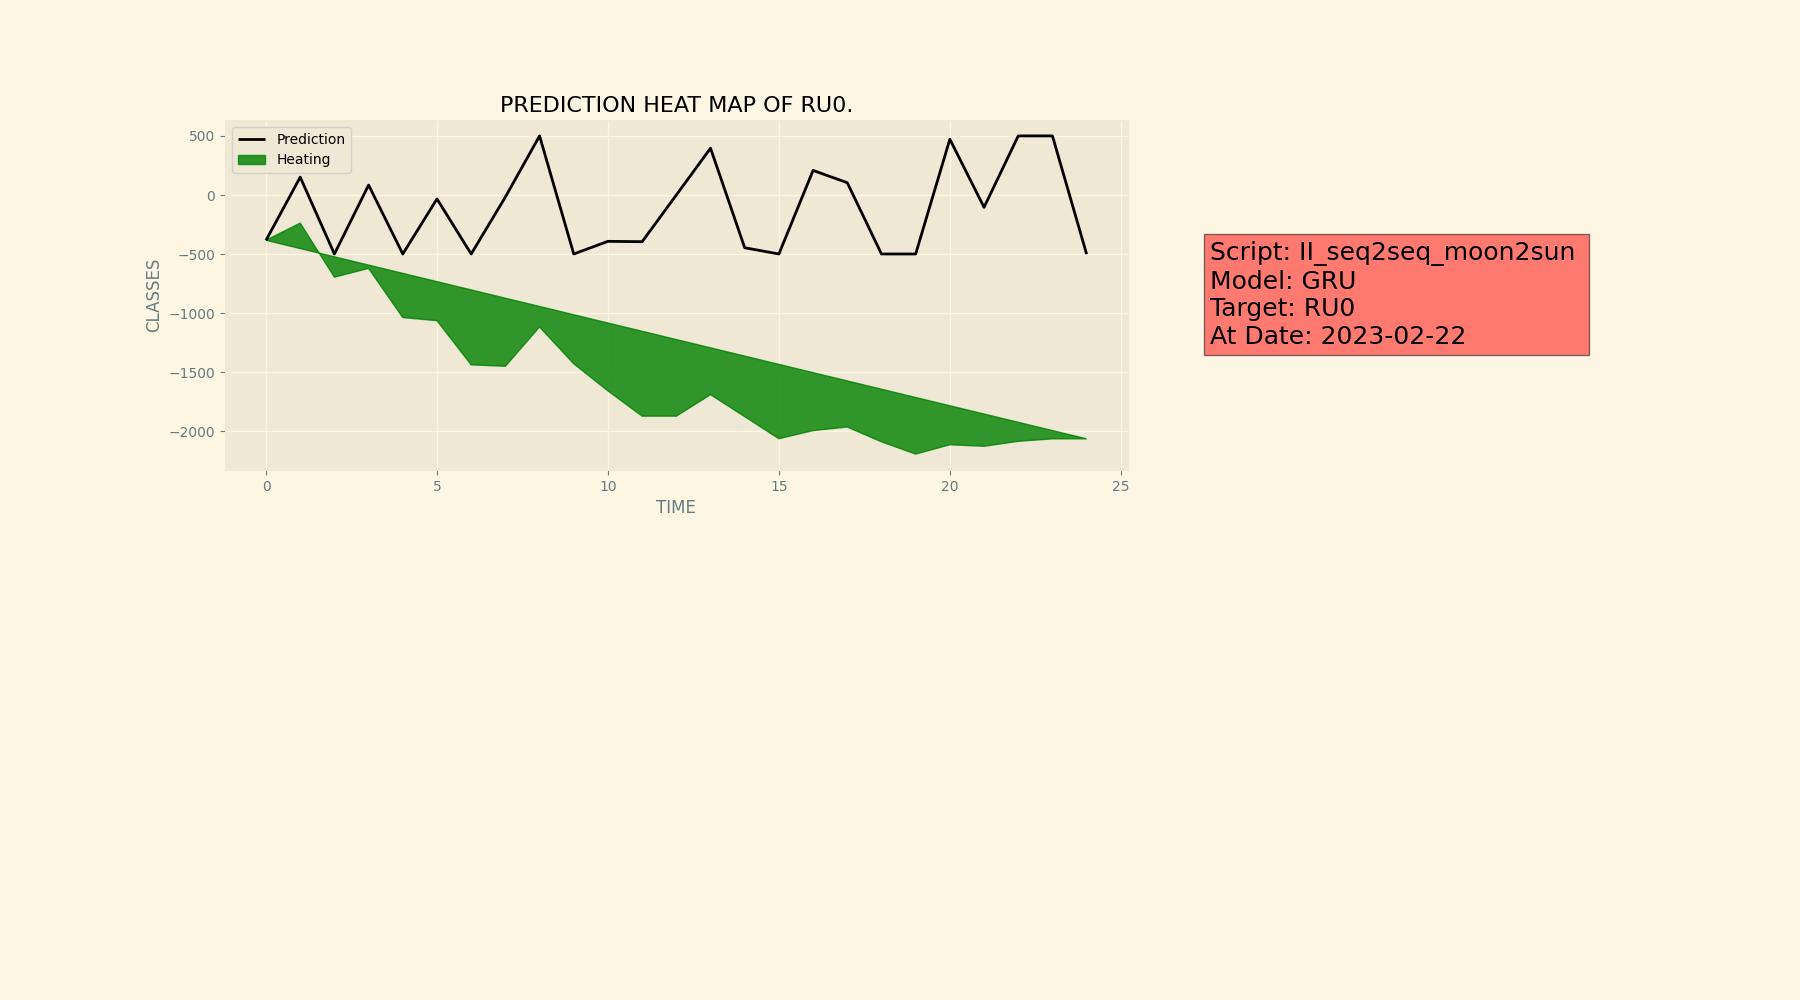 PREDICTION HEAT MAP OF RU0.
Prediction
Heating
CLASSES
500
0
−500
−1000
−1500
−2000
0 5 10 15 20 25
TIME
Script: II_seq2seq_moon2sun
Model: GRU
Target: RU0
At Date: 2023-02-22